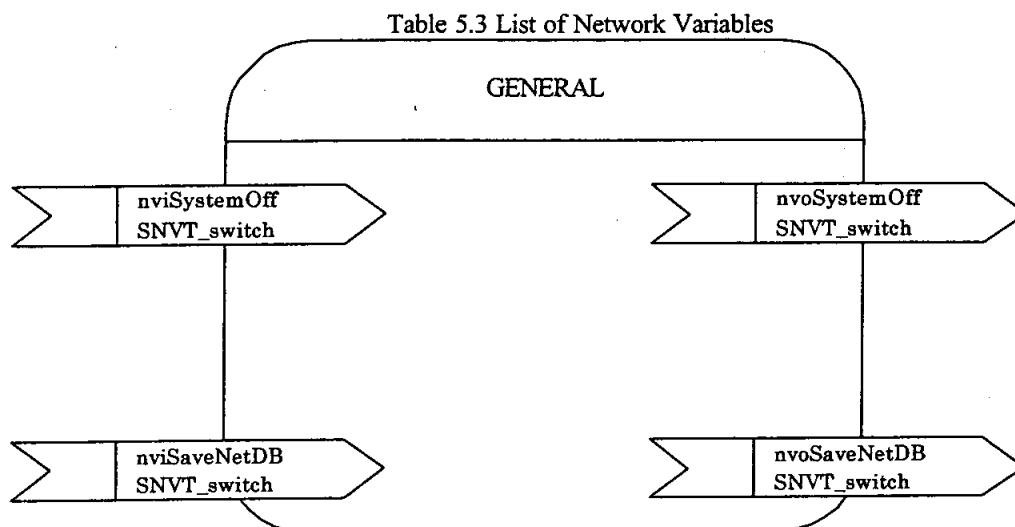 Table 5.3 List of Network Variables
GENERAL
nviSystemOff
SNVT_switch
nvoSystemOff
SNVT_switch
nviSaveNetDB
SNVT_switch
nvoSaveNetDB
SNVT_switch